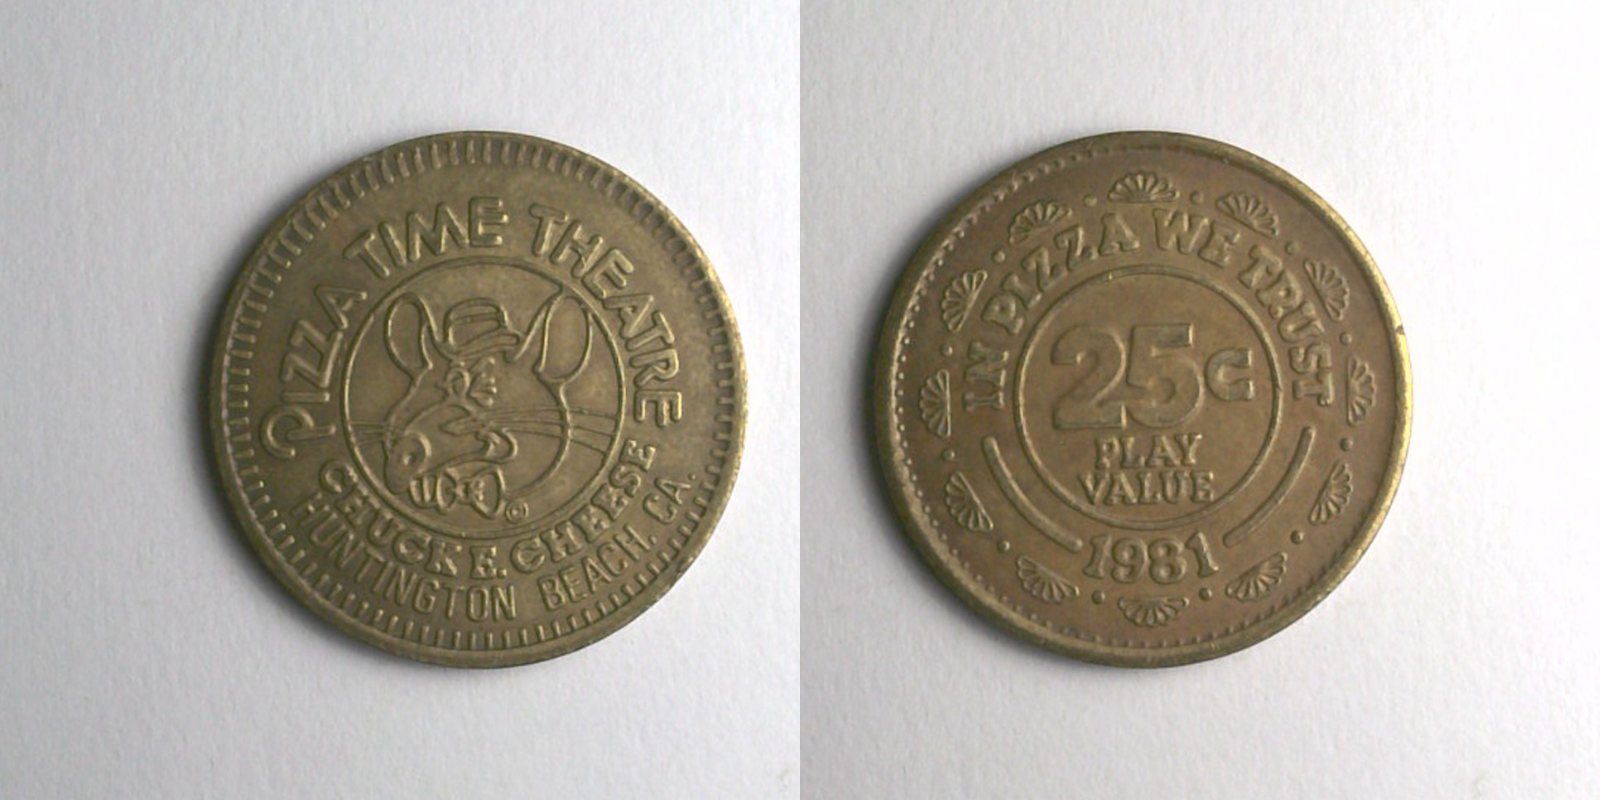 PIZZA TIME THEATRE
CHUCK E. CHEESE
HUNTINGTON BEACH, CA.
©
IN PIZZA WE TRUST
25¢
PLAY
VALUE
1981